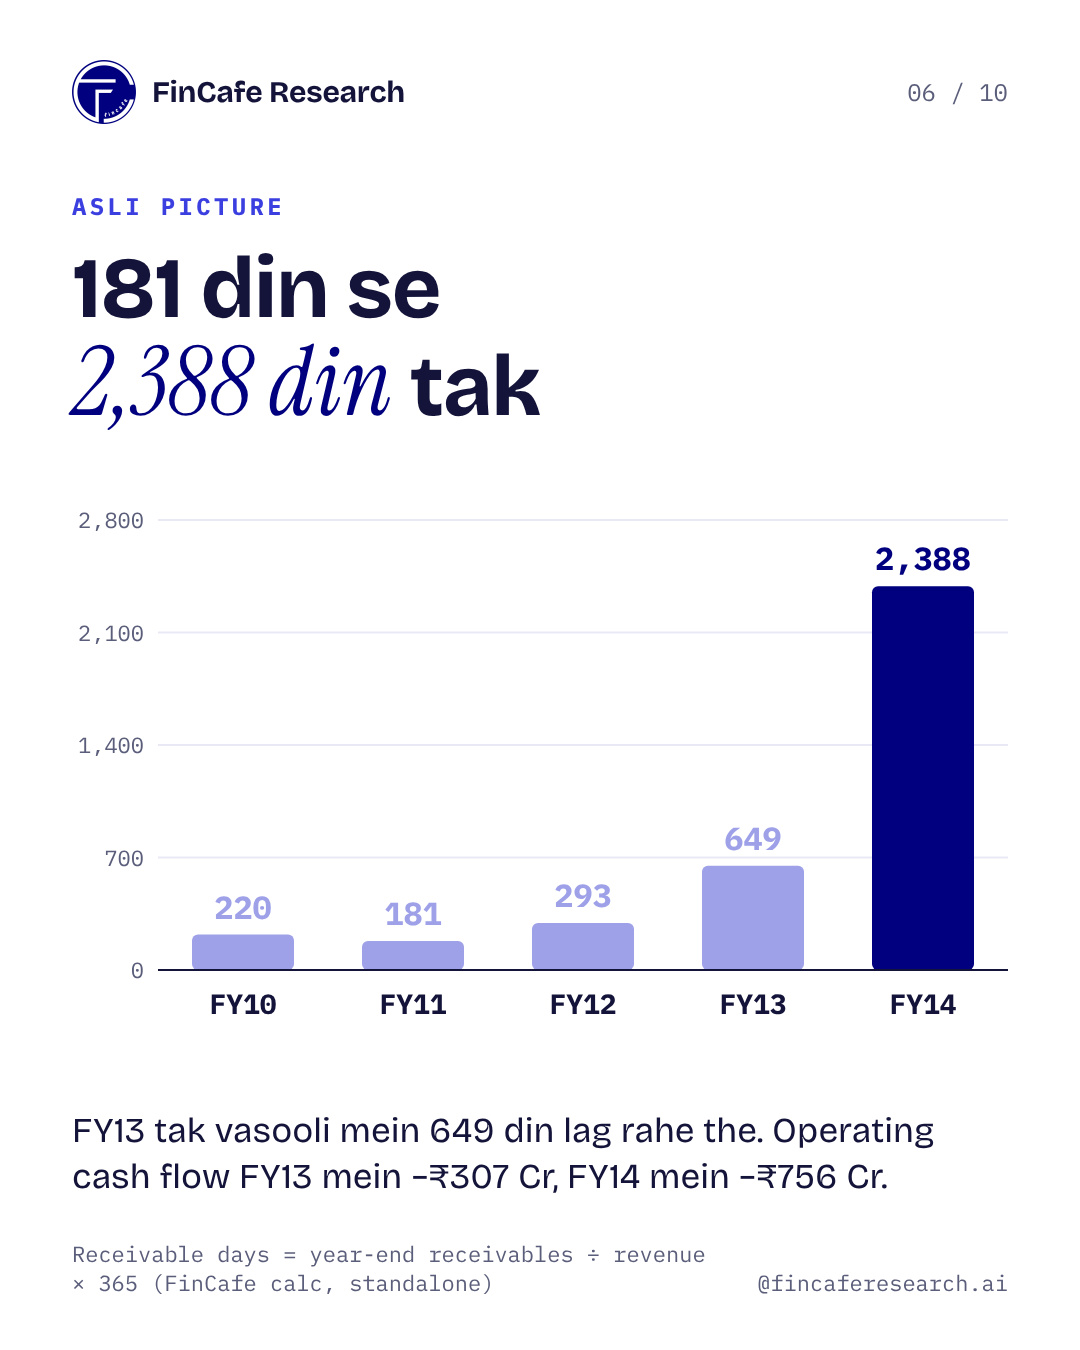 FinCafe Research
06 / 10
ASLI PICTURE
181 din se
2,388 din tak
2,800
2,100
1,400
700
0
220
181
293
649
2,388
FY10
FY11
FY12
FY13
FY14
FY13 tak vasooli mein 649 din lag rahe the. Operating
cash flow FY13 mein −₹307 Cr, FY14 mein −₹756 Cr.
Receivable days = year-end receivables ÷ revenue
× 365 (FinCafe calc, standalone)
@fincaferesearch.ai